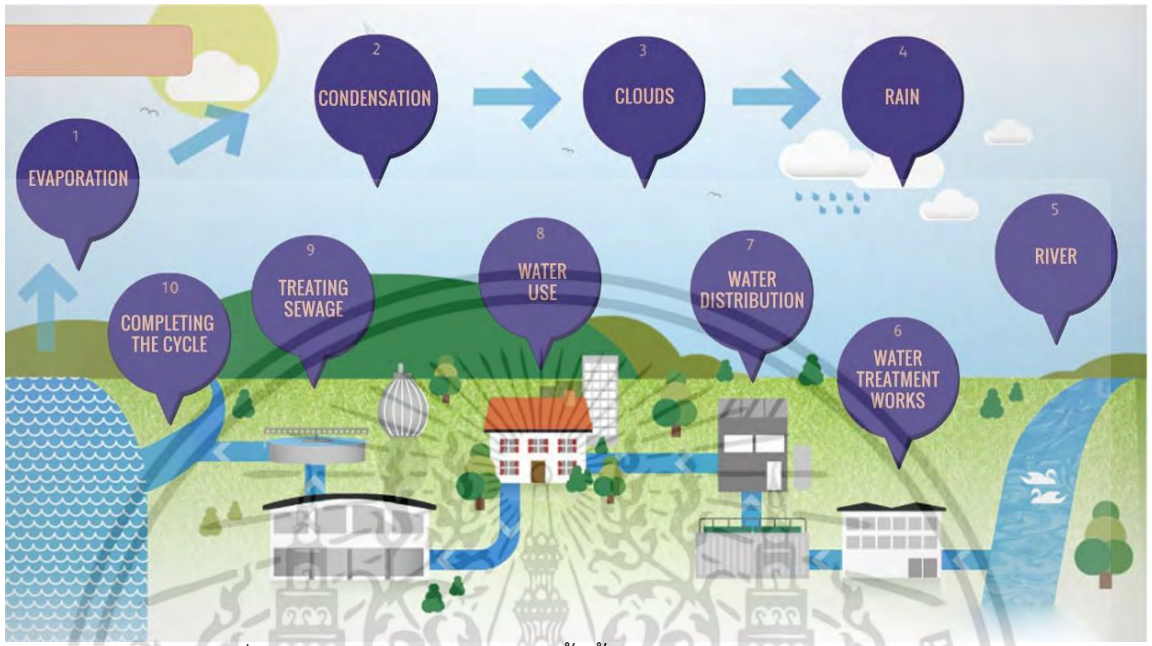 1
EVAPORATION
2
CONDENSATION
3
CLOUDS
4
RAIN
5
RIVER
6
WATER
TREATMENT
WORKS
7
WATER
DISTRIBUTION
8
WATER
USE
9
TREATING
SEWAGE
10
COMPLETING
THE CYCLE